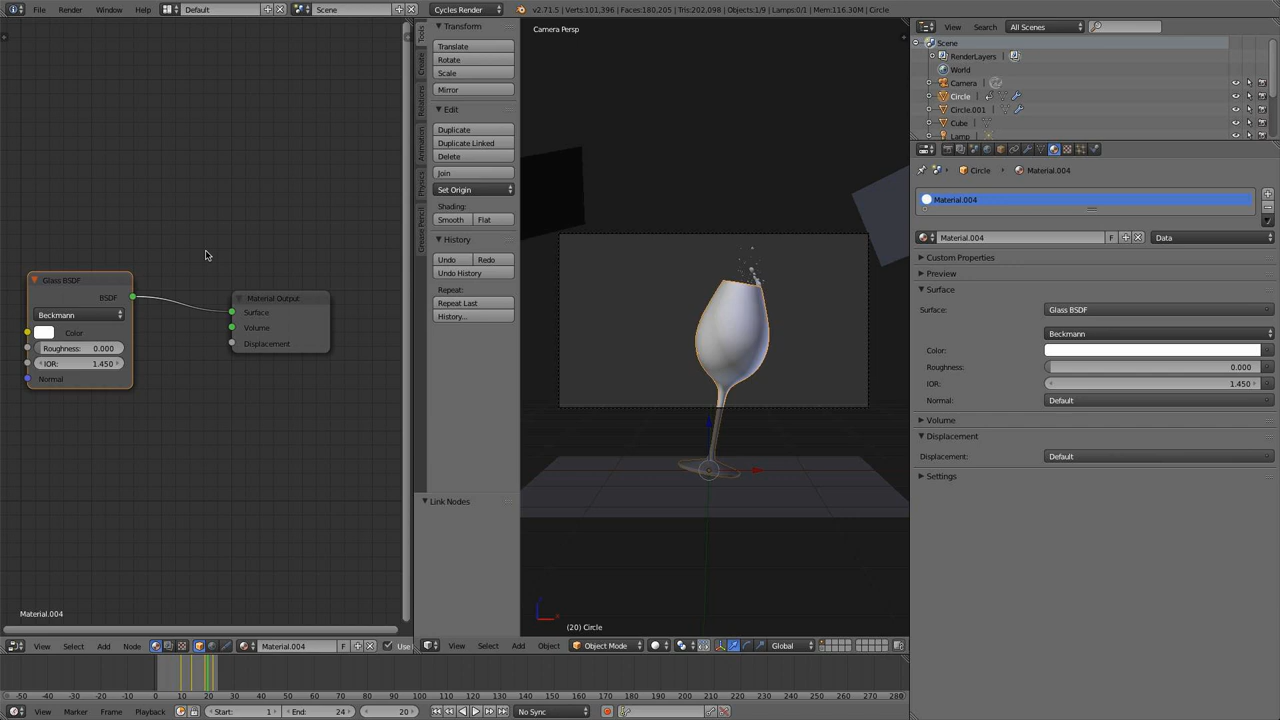 File Render Window Help Default Scene Cycles Render v2.71.5 | Verts:101,396 | Faces:180,205 | Tris:202,098 | Objects:1/9 | Lamps:0/1 | Mem:116.30M | Circle
Glass BSDF
BSDF
Beckmann
Color
Roughness: 0.000
IOR: 1.450
Normal
Material Output
Surface
Volume
Displacement
Material.004
View Select Add Node Material.004 F Use
Tools
Create
Relations
Animation
Physics
Grease Pencil
Transform
Translate
Rotate
Scale
Mirror
Edit
Duplicate
Duplicate Linked
Delete
Join
Set Origin
Shading:
Smooth Flat
History
Undo Redo
Undo History
Repeat:
Repeat Last
History...
Link Nodes
Camera Persp
(20) Circle
View Select Add Object Object Mode Global
View Search All Scenes
Scene
RenderLayers
World
Camera
Circle
Circle.001
Cube
Lamp
Circle Material.004
Material.004
Material.004 F Data
Custom Properties
Preview
Surface
Surface: Glass BSDF
Beckmann
Color:
Roughness: 0.000
IOR: 1.450
Normal: Default
Volume
Displacement
Displacement: Default
Settings
-50 -40 -30 -20 -10 0 10 20 30 40 50 60 70 80 90 100 110 120 130 140 150 160 170 180 190 200 210 220 230 240 250 260 270 280
View Marker Frame Playback Start: 1 End: 24 20 No Sync